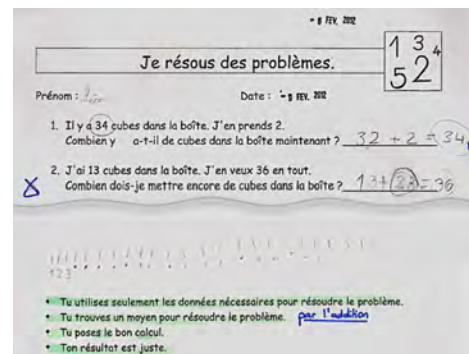 - 8 FEV. 2012
1 3 4
5 2
Je résous des problèmes.
Prénom :
Date : - 8 FEV. 2012
1. Il y a 34 cubes dans la boîte. J'en prends 2.
Combien y a-t-il de cubes dans la boîte maintenant ? 32 + 2 = 34
2. J'ai 13 cubes dans la boîte. J'en veux 36 en tout.
X Combien dois-je mettre encore de cubes dans la boîte ? 13+23=36
1 2 3
• Tu utilises seulement les données nécessaires pour résoudre le problème.
• Tu trouves un moyen pour résoudre le problème. par l'addition
• Tu poses le bon calcul.
• Ton résultat est juste.